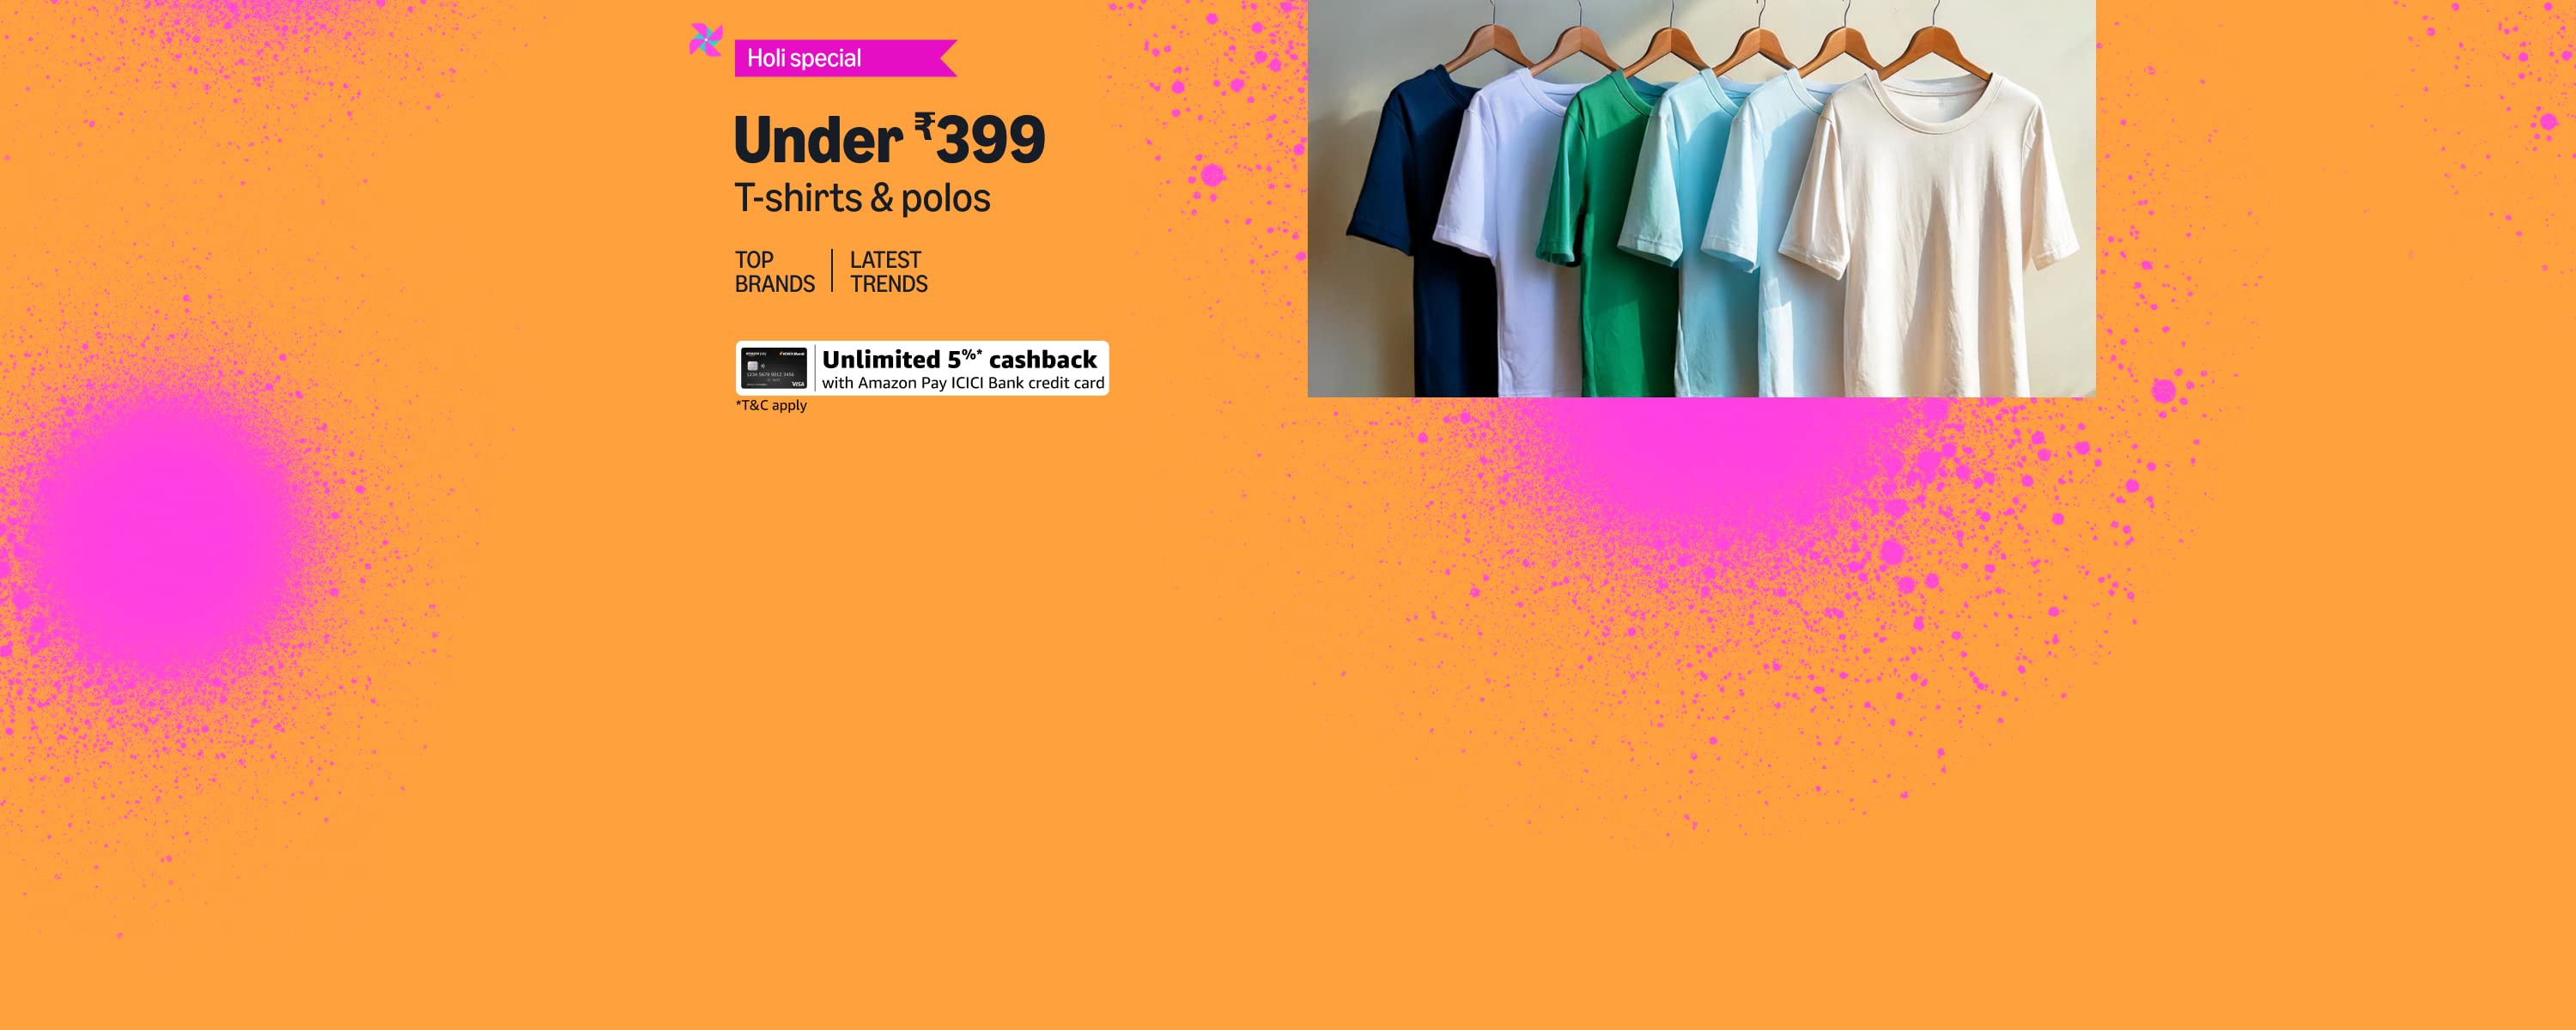 Holi special
Under ₹399
T-shirts & polos
TOP BRANDS | LATEST TRENDS
Unlimited 5%* cashback
with Amazon Pay ICICI Bank credit card
*T&C apply